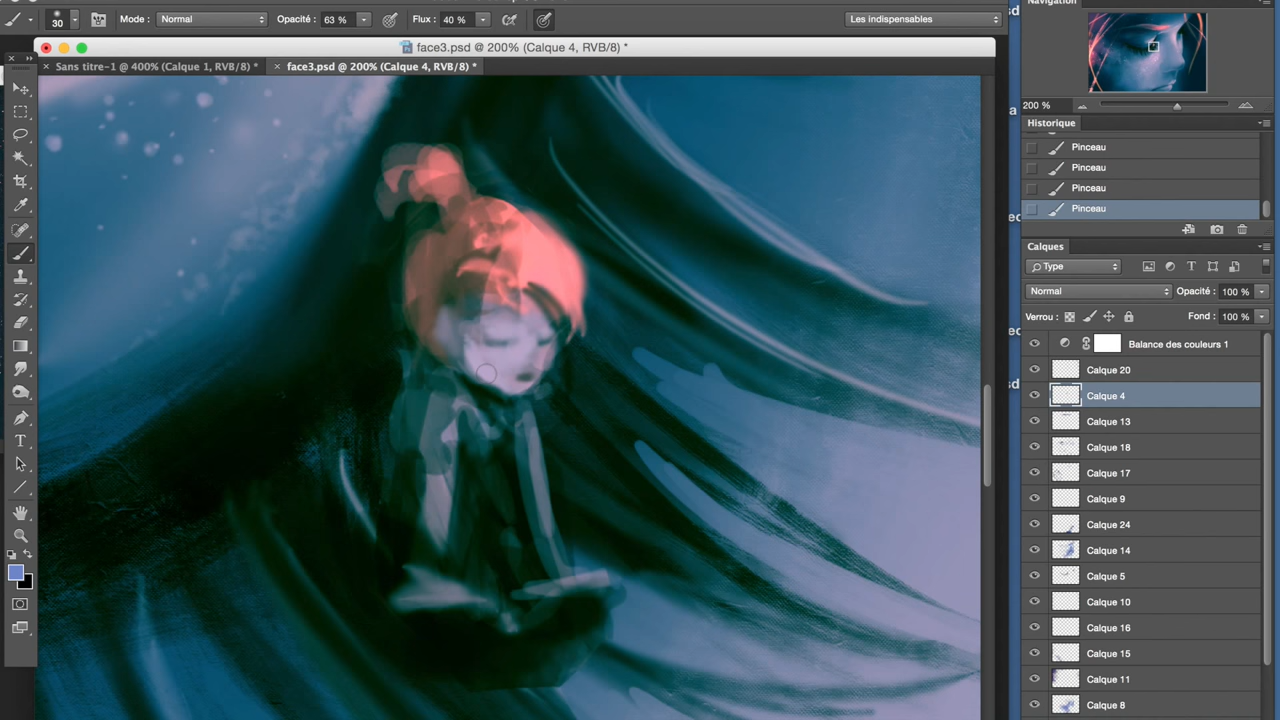 30
Mode :
Normal
Opacité : 63 %
Flux : 40 %
Les indispensables
face3.psd @ 200% (Calque 4, RVB/8) *
Sans titre-1 @ 400% (Calque 1, RVB/8) *
face3.psd @ 200% (Calque 4, RVB/8) *
Navigation
200 %
Historique
Pinceau
Pinceau
Pinceau
Pinceau
Calques
Type
Normal
Opacité : 100 %
Verrou :
Fond : 100 %
Balance des couleurs 1
Calque 20
Calque 4
Calque 13
Calque 18
Calque 17
Calque 9
Calque 24
Calque 14
Calque 5
Calque 10
Calque 16
Calque 15
Calque 11
Calque 8